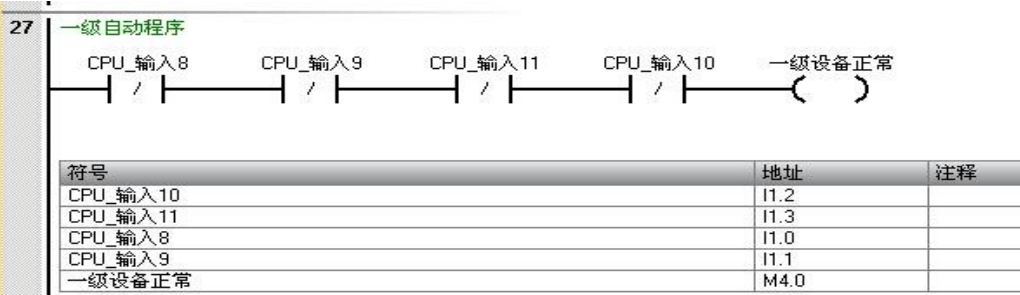 27 一级自动程序
CPU_输入8 CPU_输入9 CPU_输入11 CPU_输入10 一级设备正常
符号 地址 注释
CPU_输入10 I1.2
CPU_输入11 I1.3
CPU_输入8 I1.0
CPU_输入9 I1.1
一级设备正常 M4.0